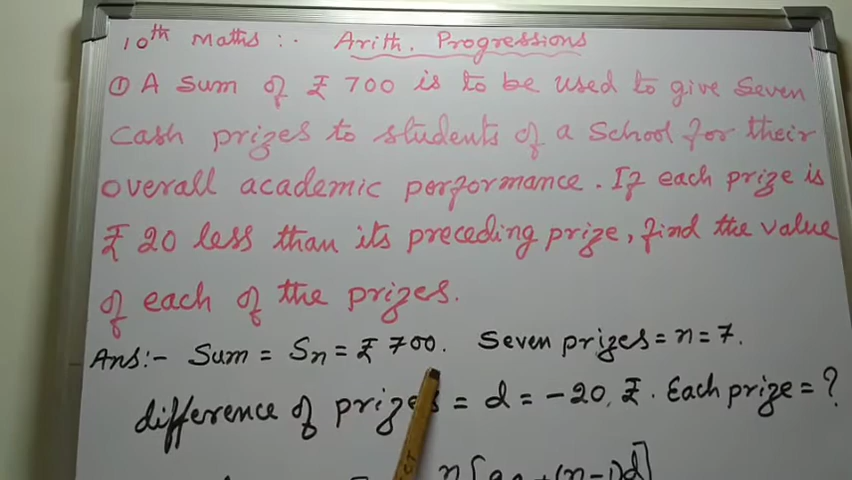 10th Maths :- Arith. Progressions
① A Sum of ₹ 700 is to be used to give Seven
Cash prizes to students of a School for their
overall academic performance. If each prize is
₹ 20 less than its preceding prize, find the value
of each of the prizes.
Ans:- Sum = Sn = ₹ 700. Seven prizes = n = 7.
difference of prizes = d = -20 ₹. Each prize = ?
n[ + (n-1)d]